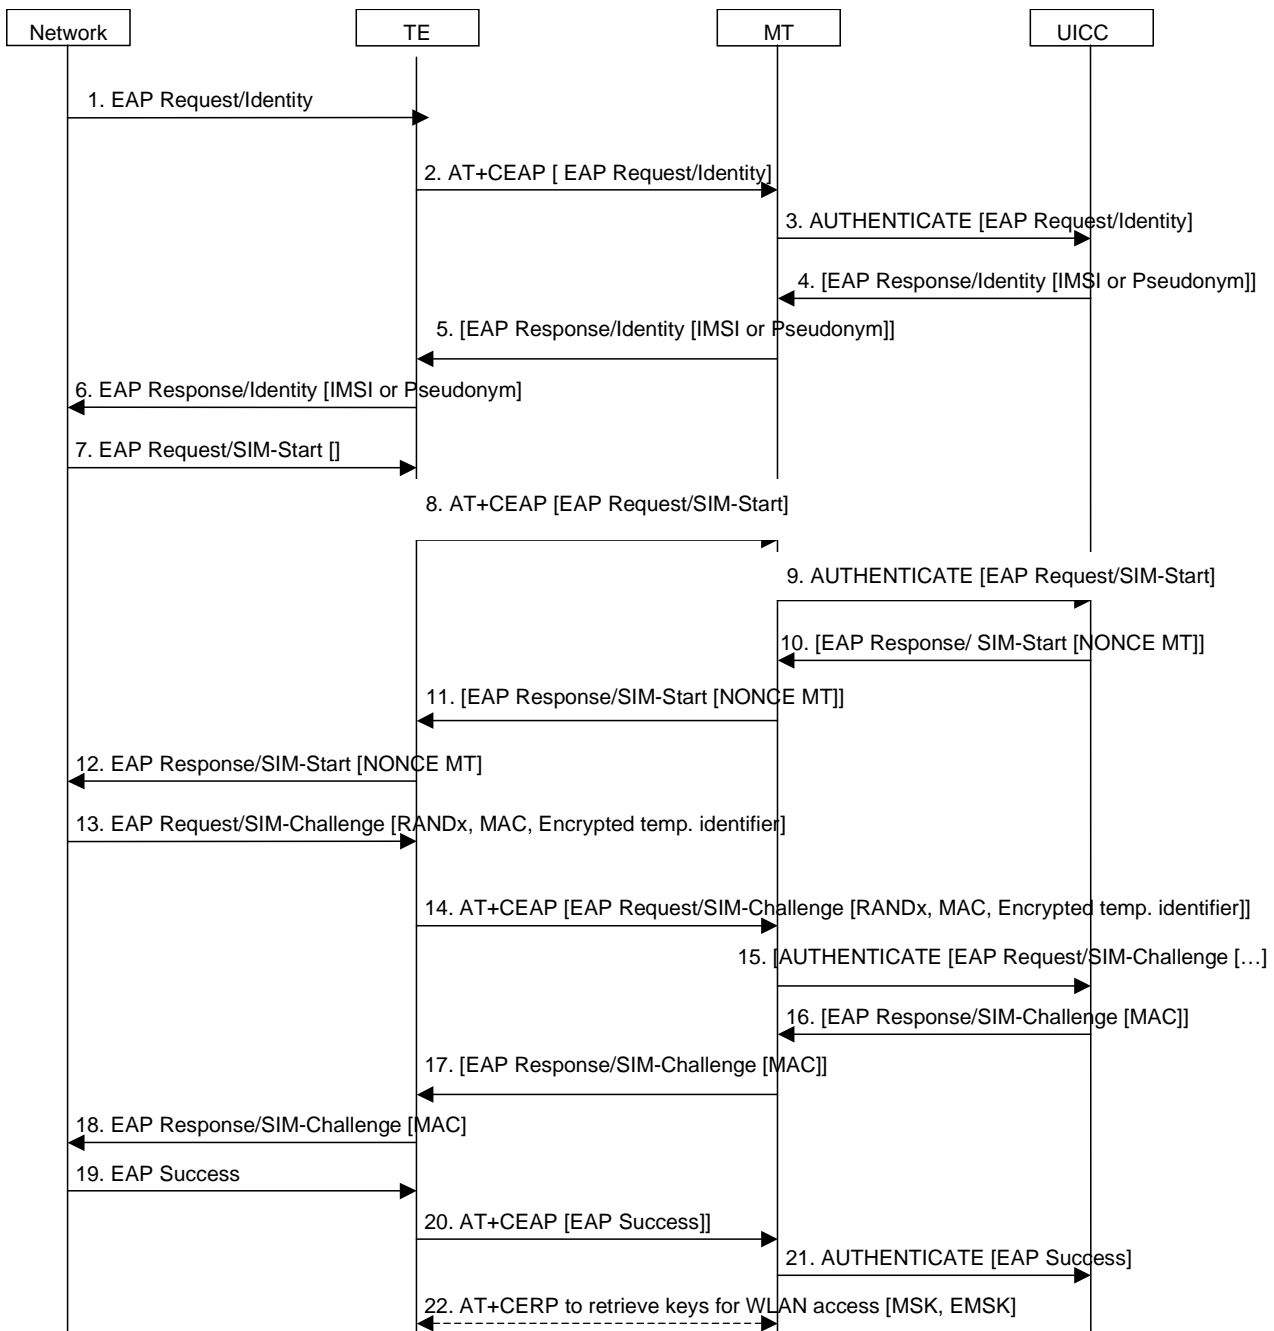 Network
TE
MT
UICC
1. EAP Request/Identity
2. AT+CEAP [ EAP Request/Identity]
3. AUTHENTICATE [EAP Request/Identity]
4. [EAP Response/Identity [IMSI or Pseudonym]]
5. [EAP Response/Identity [IMSI or Pseudonym]]
6. EAP Response/Identity [IMSI or Pseudonym]
7. EAP Request/SIM-Start []
8. AT+CEAP [EAP Request/SIM-Start]
9. AUTHENTICATE [EAP Request/SIM-Start]
10. [EAP Response/ SIM-Start [NONCE MT]]
11. [EAP Response/SIM-Start [NONCE MT]]
12. EAP Response/SIM-Start [NONCE MT]
13. EAP Request/SIM-Challenge [RANDx, MAC, Encrypted temp. identifier]
14. AT+CEAP [EAP Request/SIM-Challenge [RANDx, MAC, Encrypted temp. identifier]]
15. [AUTHENTICATE [EAP Request/SIM-Challenge […]
16. [EAP Response/SIM-Challenge [MAC]]
17. [EAP Response/SIM-Challenge [MAC]]
18. EAP Response/SIM-Challenge [MAC]
19. EAP Success
20. AT+CEAP [EAP Success]]
21. AUTHENTICATE [EAP Success]
22. AT+CERP to retrieve keys for WLAN access [MSK, EMSK]